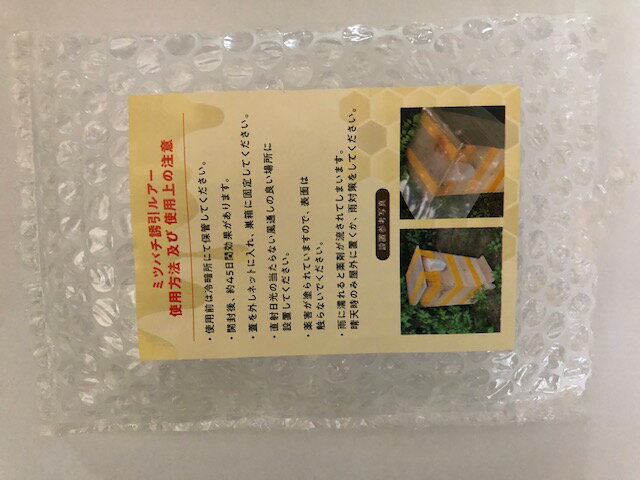 ミツバチ誘引ルアー
使用方法 及び 使用上の注意
・使用前は冷暗所にて保管してください。
・開封後、約45日間効果があります。
・蓋を外しネットに入れ、巣箱に固定してください。
・直射日光の当たらない風通しの良い場所に
設置してください。
・薬害が塗られていますので、表面は
触らないでください。
・雨に濡れると薬剤が流されてしまいます。
晴天時のみ屋外に置くか、雨対策をしてください。
設置参考写真